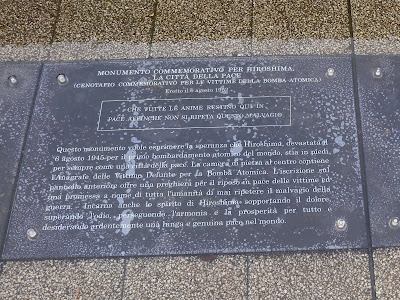 MONUMENTO COMMEMORATIVO PER HIROSHIMA,
LA CITTÀ DELLA PACE
(CENOTAFIO COMMEMORATIVO PER LE VITTIME DELLA BOMBA ATOMICA)
Eretto il 6 agosto 1952
CHE TUTTE LE ANIME RESTINO QUI IN
PACE AFFINCHÉ NON SI RIPETA QUESTO MALVAGIO
Questo monumento vuole esprimere la speranza che Hiroshima, devastata il
6 agosto 1945 per il primo bombardamento atomico del mondo, stia in piedi
per sempre come un città della pace. La camera di pietra al centro contiene
l'Anagrafe delle Vittime Defunte per la Bomba Atomica. L'iscrizione sul
pannello anteriore offre una preghiera per il riposo in pace delle vittime ed
una promessa a nome di tutta l'umanità di mai ripetere il malvagio della
guerra. Incarna anche lo spirito di Hiroshima: sopportando il dolore,
superando l'odio, perseguendo l'armonia e la prosperità per tutto e
desiderando ardentemente una lunga e genuina pace nel mondo.